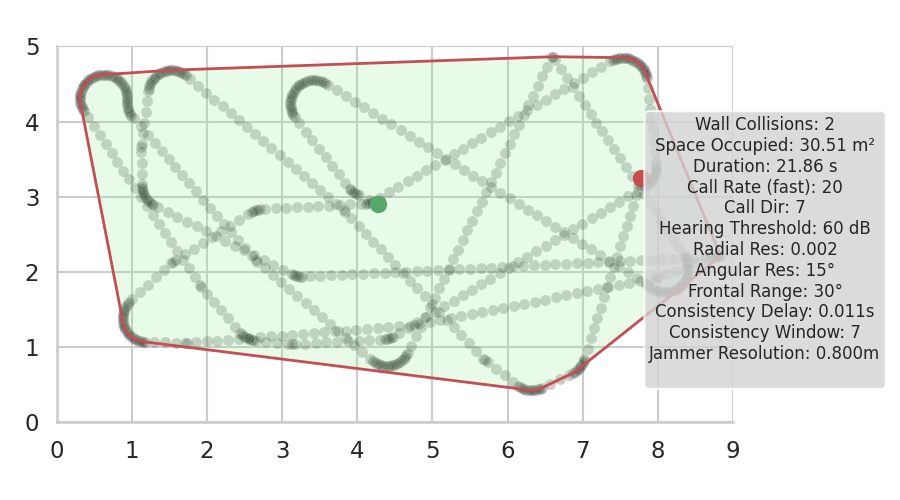 5
4
3
2
1
0
0 1 2 3 4 5 6 7 8 9
Wall Collisions: 2
Space Occupied: 30.51 m²
Duration: 21.86 s
Call Rate (fast): 20
Call Dir: 7
Hearing Threshold: 60 dB
Radial Res: 0.002
Angular Res: 15°
Frontal Range: 30°
Consistency Delay: 0.011s
Consistency Window: 7
Jammer Resolution: 0.800m